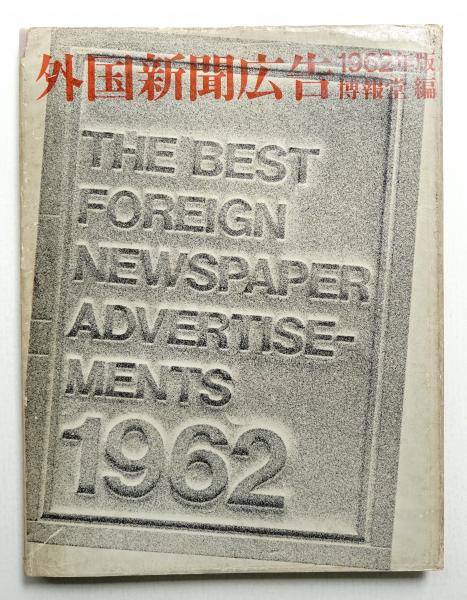 外国新聞広告 1962年版
博報堂 編
THE BEST
FOREIGN
NEWSPAPER
ADVERTISE-
MENTS
1962